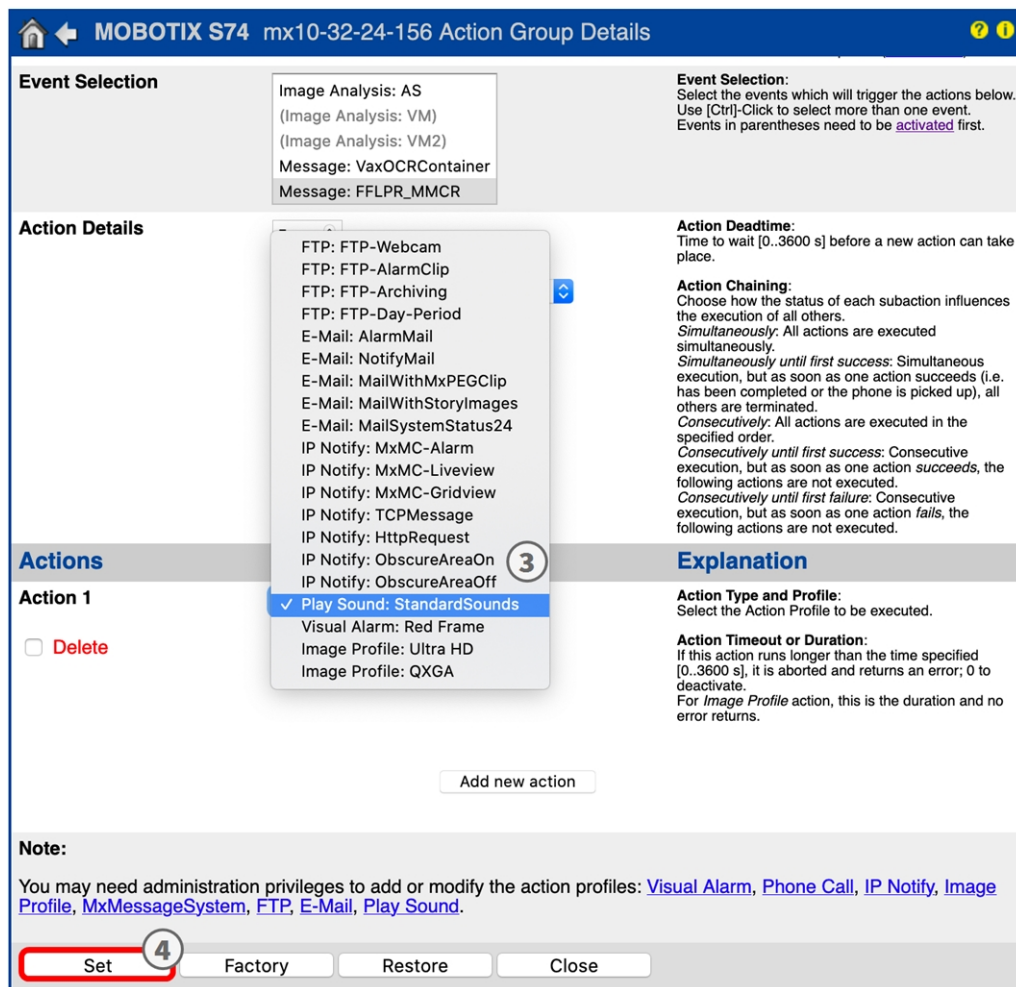 MOBOTIX S74 mx10-32-24-156 Action Group Details
? i
Event Selection
Image Analysis: AS
(Image Analysis: VM)
(Image Analysis: VM2)
Message: VaxOCRContainer
Message: FFLPR_MMCR
Event Selection:
Select the events which will trigger the actions below.
Use [Ctrl]-Click to select more than one event.
Events in parentheses need to be activated first.
Action Details
FTP: FTP-Webcam
FTP: FTP-AlarmClip
FTP: FTP-Archiving
FTP: FTP-Day-Period
E-Mail: AlarmMail
E-Mail: NotifyMail
E-Mail: MailWithMxPEGClip
E-Mail: MailWithStoryImages
E-Mail: MailSystemStatus24
IP Notify: MxMC-Alarm
IP Notify: MxMC-Liveview
IP Notify: MxMC-Gridview
IP Notify: TCPMessage
IP Notify: HttpRequest
IP Notify: ObscureAreaOn
IP Notify: ObscureAreaOff
✓ Play Sound: StandardSounds
Visual Alarm: Red Frame
Image Profile: Ultra HD
Image Profile: QXGA
3
Action Deadtime:
Time to wait [0..3600 s] before a new action can take
place.
Action Chaining:
Choose how the status of each subaction influences
the execution of all others.
Simultaneously: All actions are executed
simultaneously.
Simultaneously until first success: Simultaneous
execution, but as soon as one action succeeds (i.e.
has been completed or the phone is picked up), all
others are terminated.
Consecutively: All actions are executed in the
specified order.
Consecutively until first success: Consecutive
execution, but as soon as one action succeeds, the
following actions are not executed.
Consecutively until first failure: Consecutive
execution, but as soon as one action fails, the
following actions are not executed.
Actions
Explanation
Action 1
Delete
Action Type and Profile:
Select the Action Profile to be executed.
Action Timeout or Duration:
If this action runs longer than the time specified
[0..3600 s], it is aborted and returns an error; 0 to
deactivate.
For Image Profile action, this is the duration and no
error returns.
Add new action
Note:
You may need administration privileges to add or modify the action profiles: Visual Alarm, Phone Call, IP Notify, Image
Profile, MxMessageSystem, FTP, E-Mail, Play Sound.
4
Set Factory Restore Close